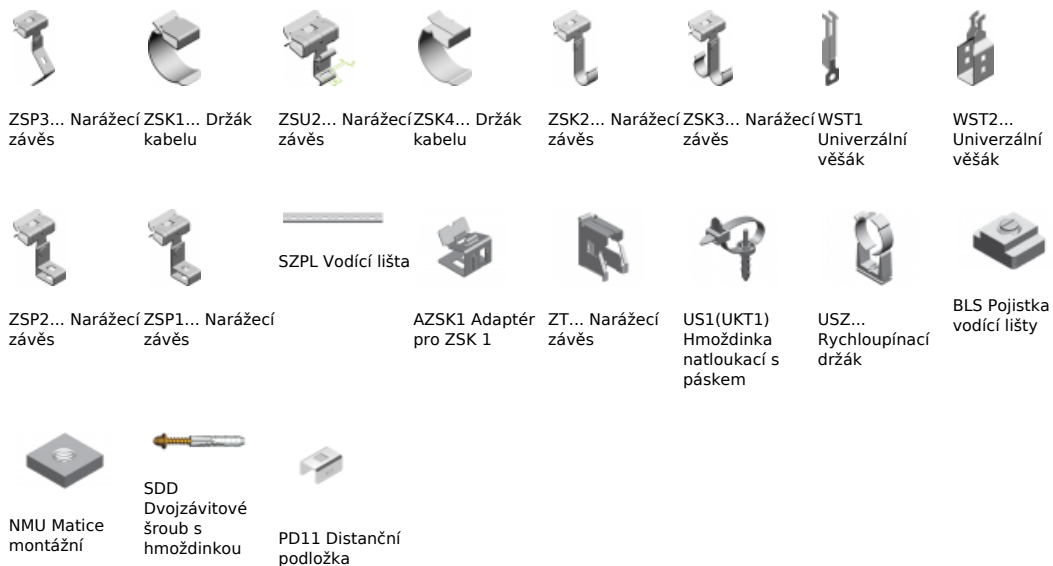 ZSP3... Narážecí
závěs
ZSK1... Držák
kabelu
ZSU2... Narážecí
závěs
ZSK4... Držák
kabelu
ZSK2... Narážecí
závěs
ZSK3... Narážecí
závěs
WST1
Univerzální
věšák
WST2...
Univerzální
věšák
ZSP2... Narážecí
závěs
ZSP1... Narážecí
závěs
SZPL Vodící lišta
AZSK1 Adaptér
pro ZSK 1
ZT... Narážecí
závěs
US1(UKT1)
Hmoždinka
natloukací s
páskem
USZ...
Rychloupínací
držák
BLS Pojistka
vodící lišty
NMU Matice
montážní
SDD
Dvojzávitové
šroub s
hmoždinkou
PD11 Distanční
podložka